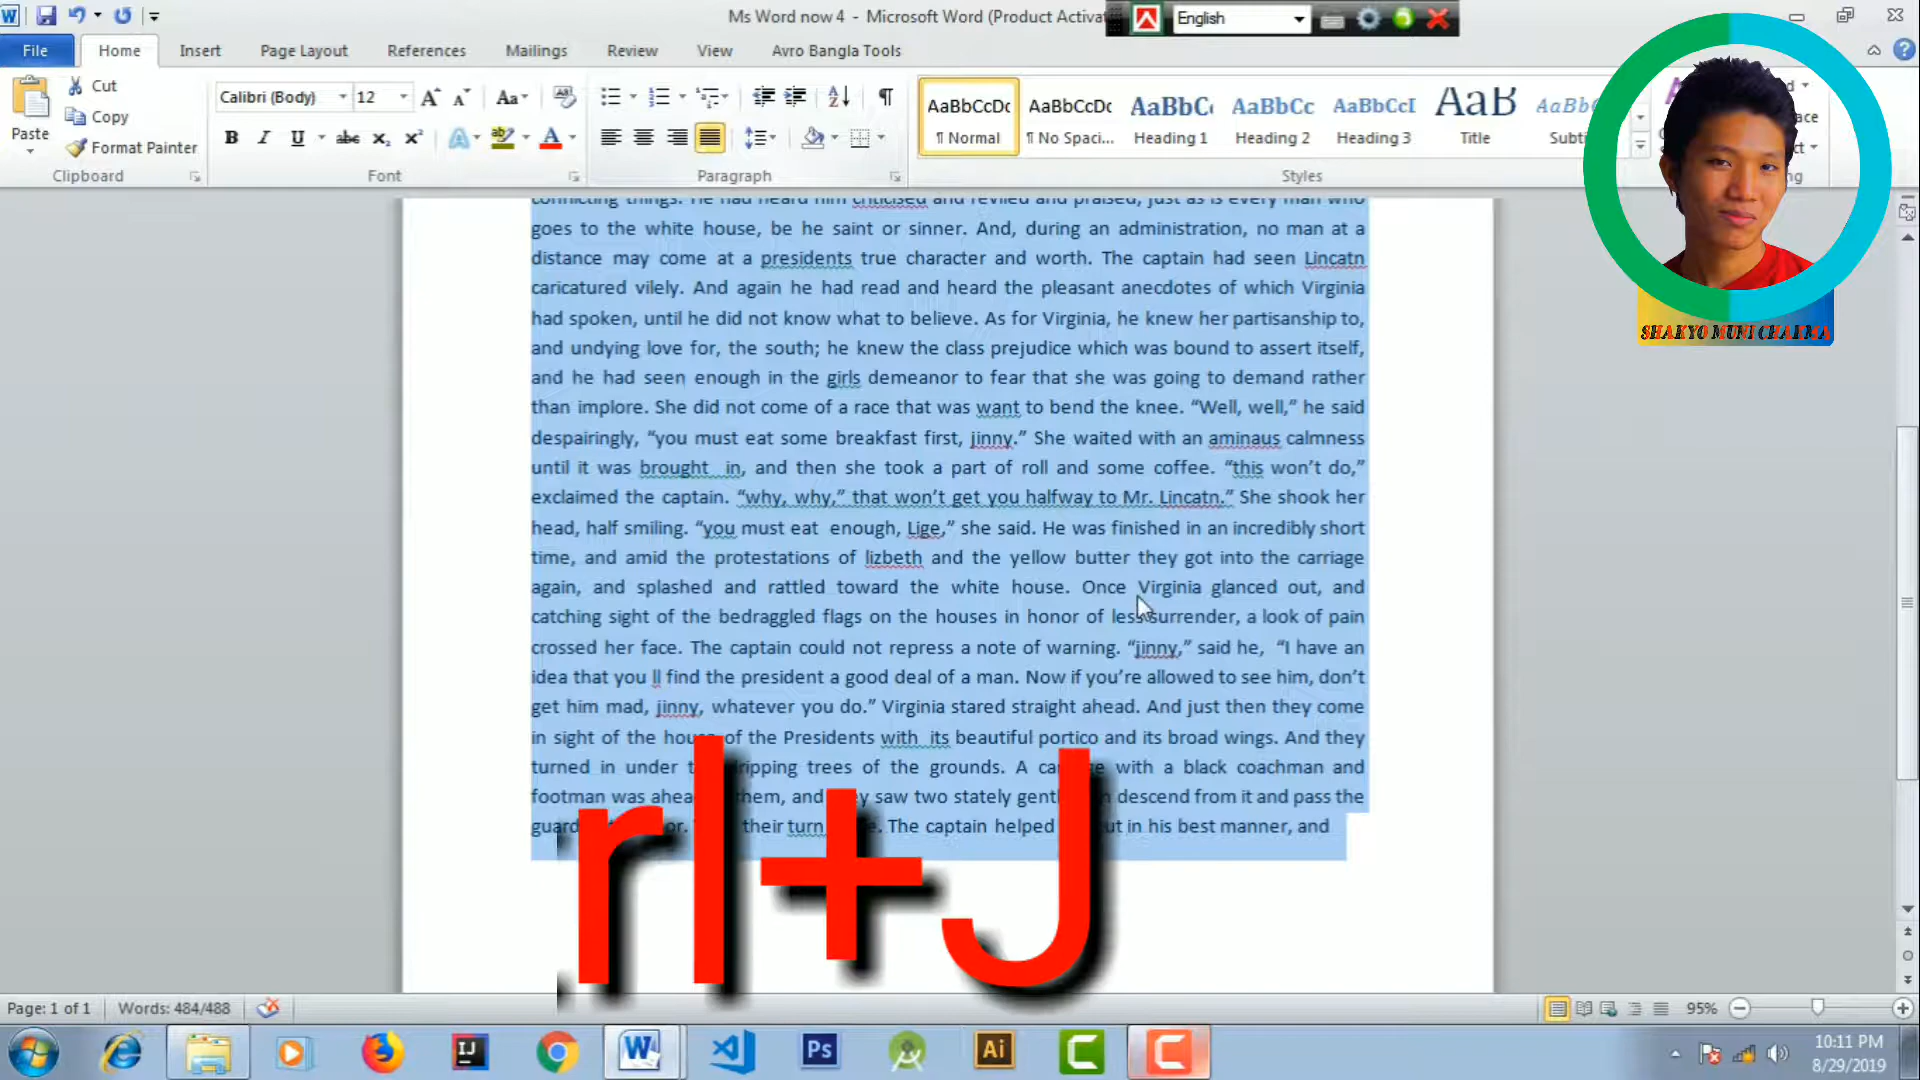 Ms Word now 4 - Microsoft Word (Product Activat
English
File Home Insert Page Layout References Mailings Review View Avro Bangla Tools
Paste
Cut
Copy
Format Painter
Clipboard
Calibri (Body) 12
Font
Paragraph
AaBbCcDc AaBbCcDc AaBbC AaBbCc AaBbCcI AaB AaBbC
¶ Normal ¶ No Spaci... Heading 1 Heading 2 Heading 3 Title Subti
Styles
SHAKYO MUNI CHAKMA
conflicting things. He had heard him criticised and reviled and praised, just as is every man who
goes to the white house, be he saint or sinner. And, during an administration, no man at a
distance may come at a presidents true character and worth. The captain had seen Lincatn
caricatured vilely. And again he had read and heard the pleasant anecdotes of which Virginia
had spoken, until he did not know what to believe. As for Virginia, he knew her partisanship to,
and undying love for, the south; he knew the class prejudice which was bound to assert itself,
and he had seen enough in the girls demeanor to fear that she was going to demand rather
than implore. She did not come of a race that was want to bend the knee. “Well, well,” he said
despairingly, “you must eat some breakfast first, jinny.” She waited with an aminaus calmness
until it was brought in, and then she took a part of roll and some coffee. “this won’t do,”
exclaimed the captain. “why, why,” that won’t get you halfway to Mr. Lincatn.” She shook her
head, half smiling. “you must eat enough, Lige,” she said. He was finished in an incredibly short
time, and amid the protestations of lizbeth and the yellow butter they got into the carriage
again, and splashed and rattled toward the white house. Once Virginia glanced out, and
catching sight of the bedraggled flags on the houses in honor of less surrender, a look of pain
crossed her face. The captain could not repress a note of warning. “jinny,” said he, “I have an
idea that you ll find the president a good deal of a man. Now if you’re allowed to see him, don’t
get him mad, jinny, whatever you do.” Virginia stared straight ahead. And just then they come
in sight of the house of the Presidents with its beautiful portico and its broad wings. And they
turned in under t ripping trees of the grounds. A ca ge with a black coachman and
footman was ahea them, and ey saw two stately gent n descend from it and pass the
guard or. their turn e. The captain helped ut in his best manner, and
rl+J
Page: 1 of 1 Words: 484/488 95%
10:11 PM
8/29/2019